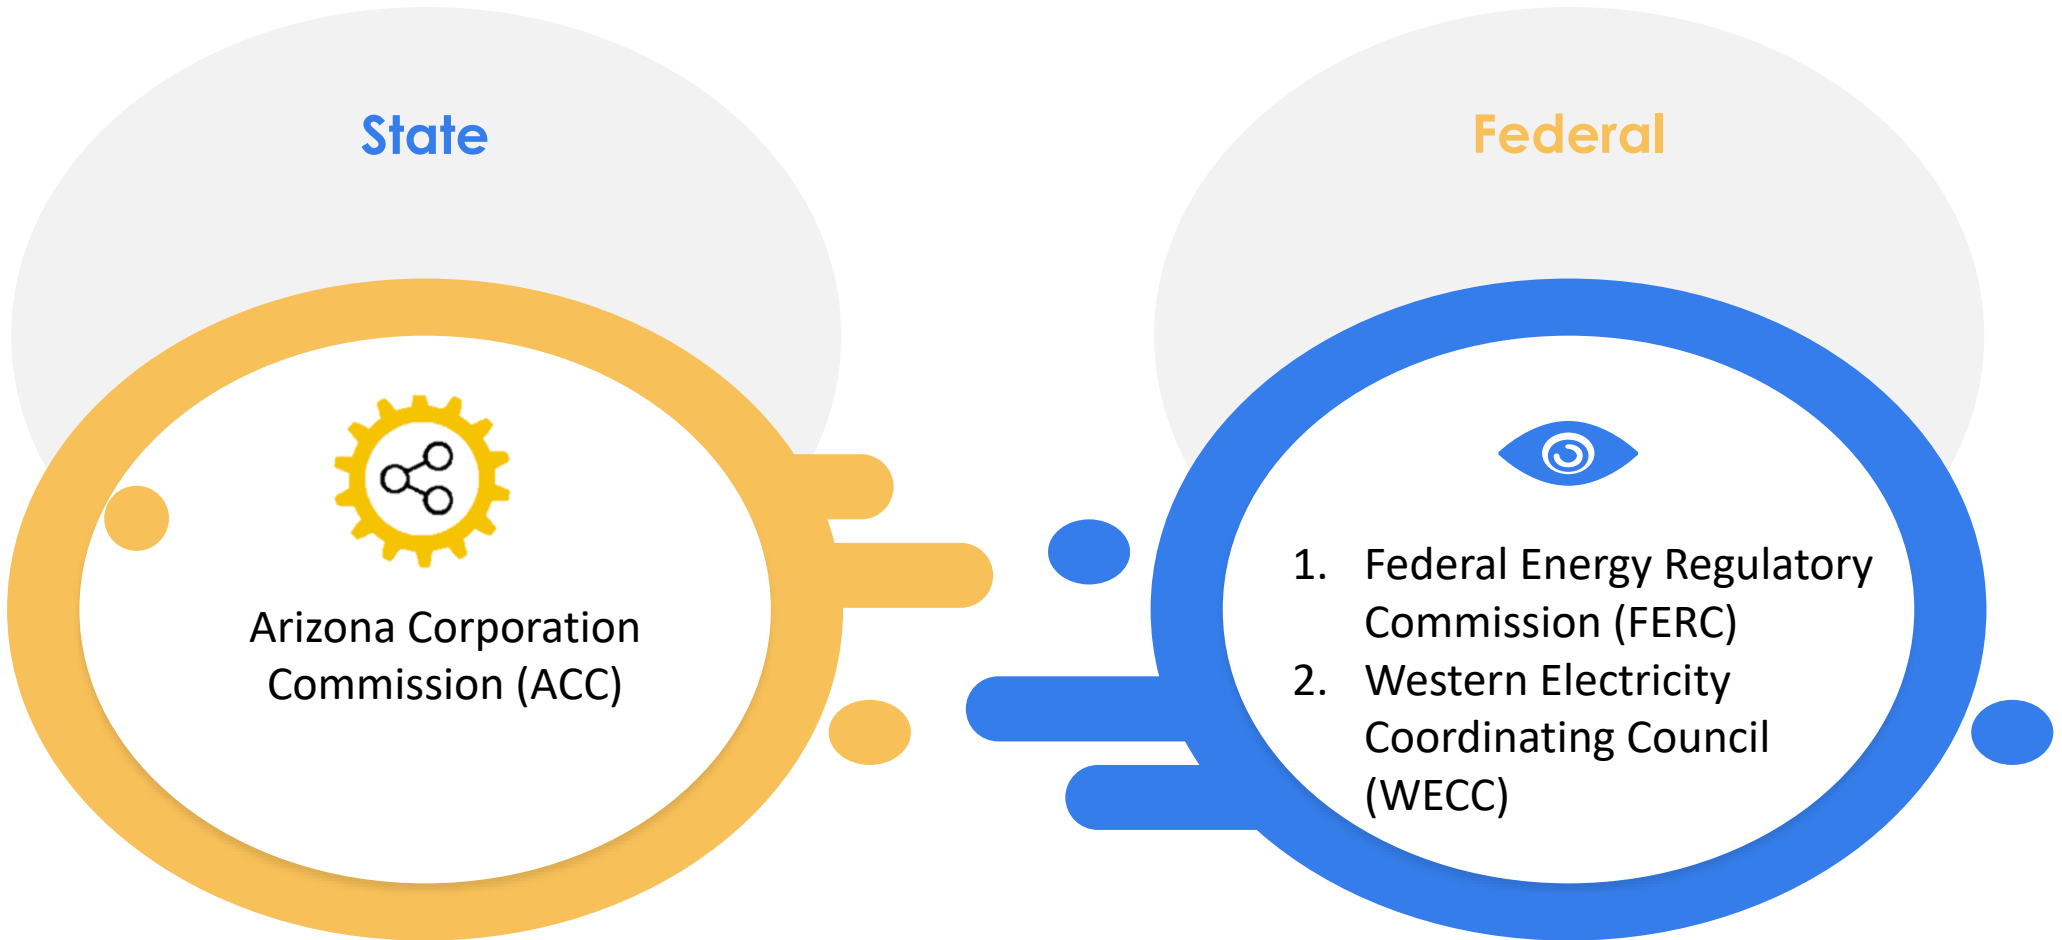 State
Arizona Corporation
Commission (ACC)
Federal
1. Federal Energy Regulatory
Commission (FERC)
2. Western Electricity
Coordinating Council
(WECC)